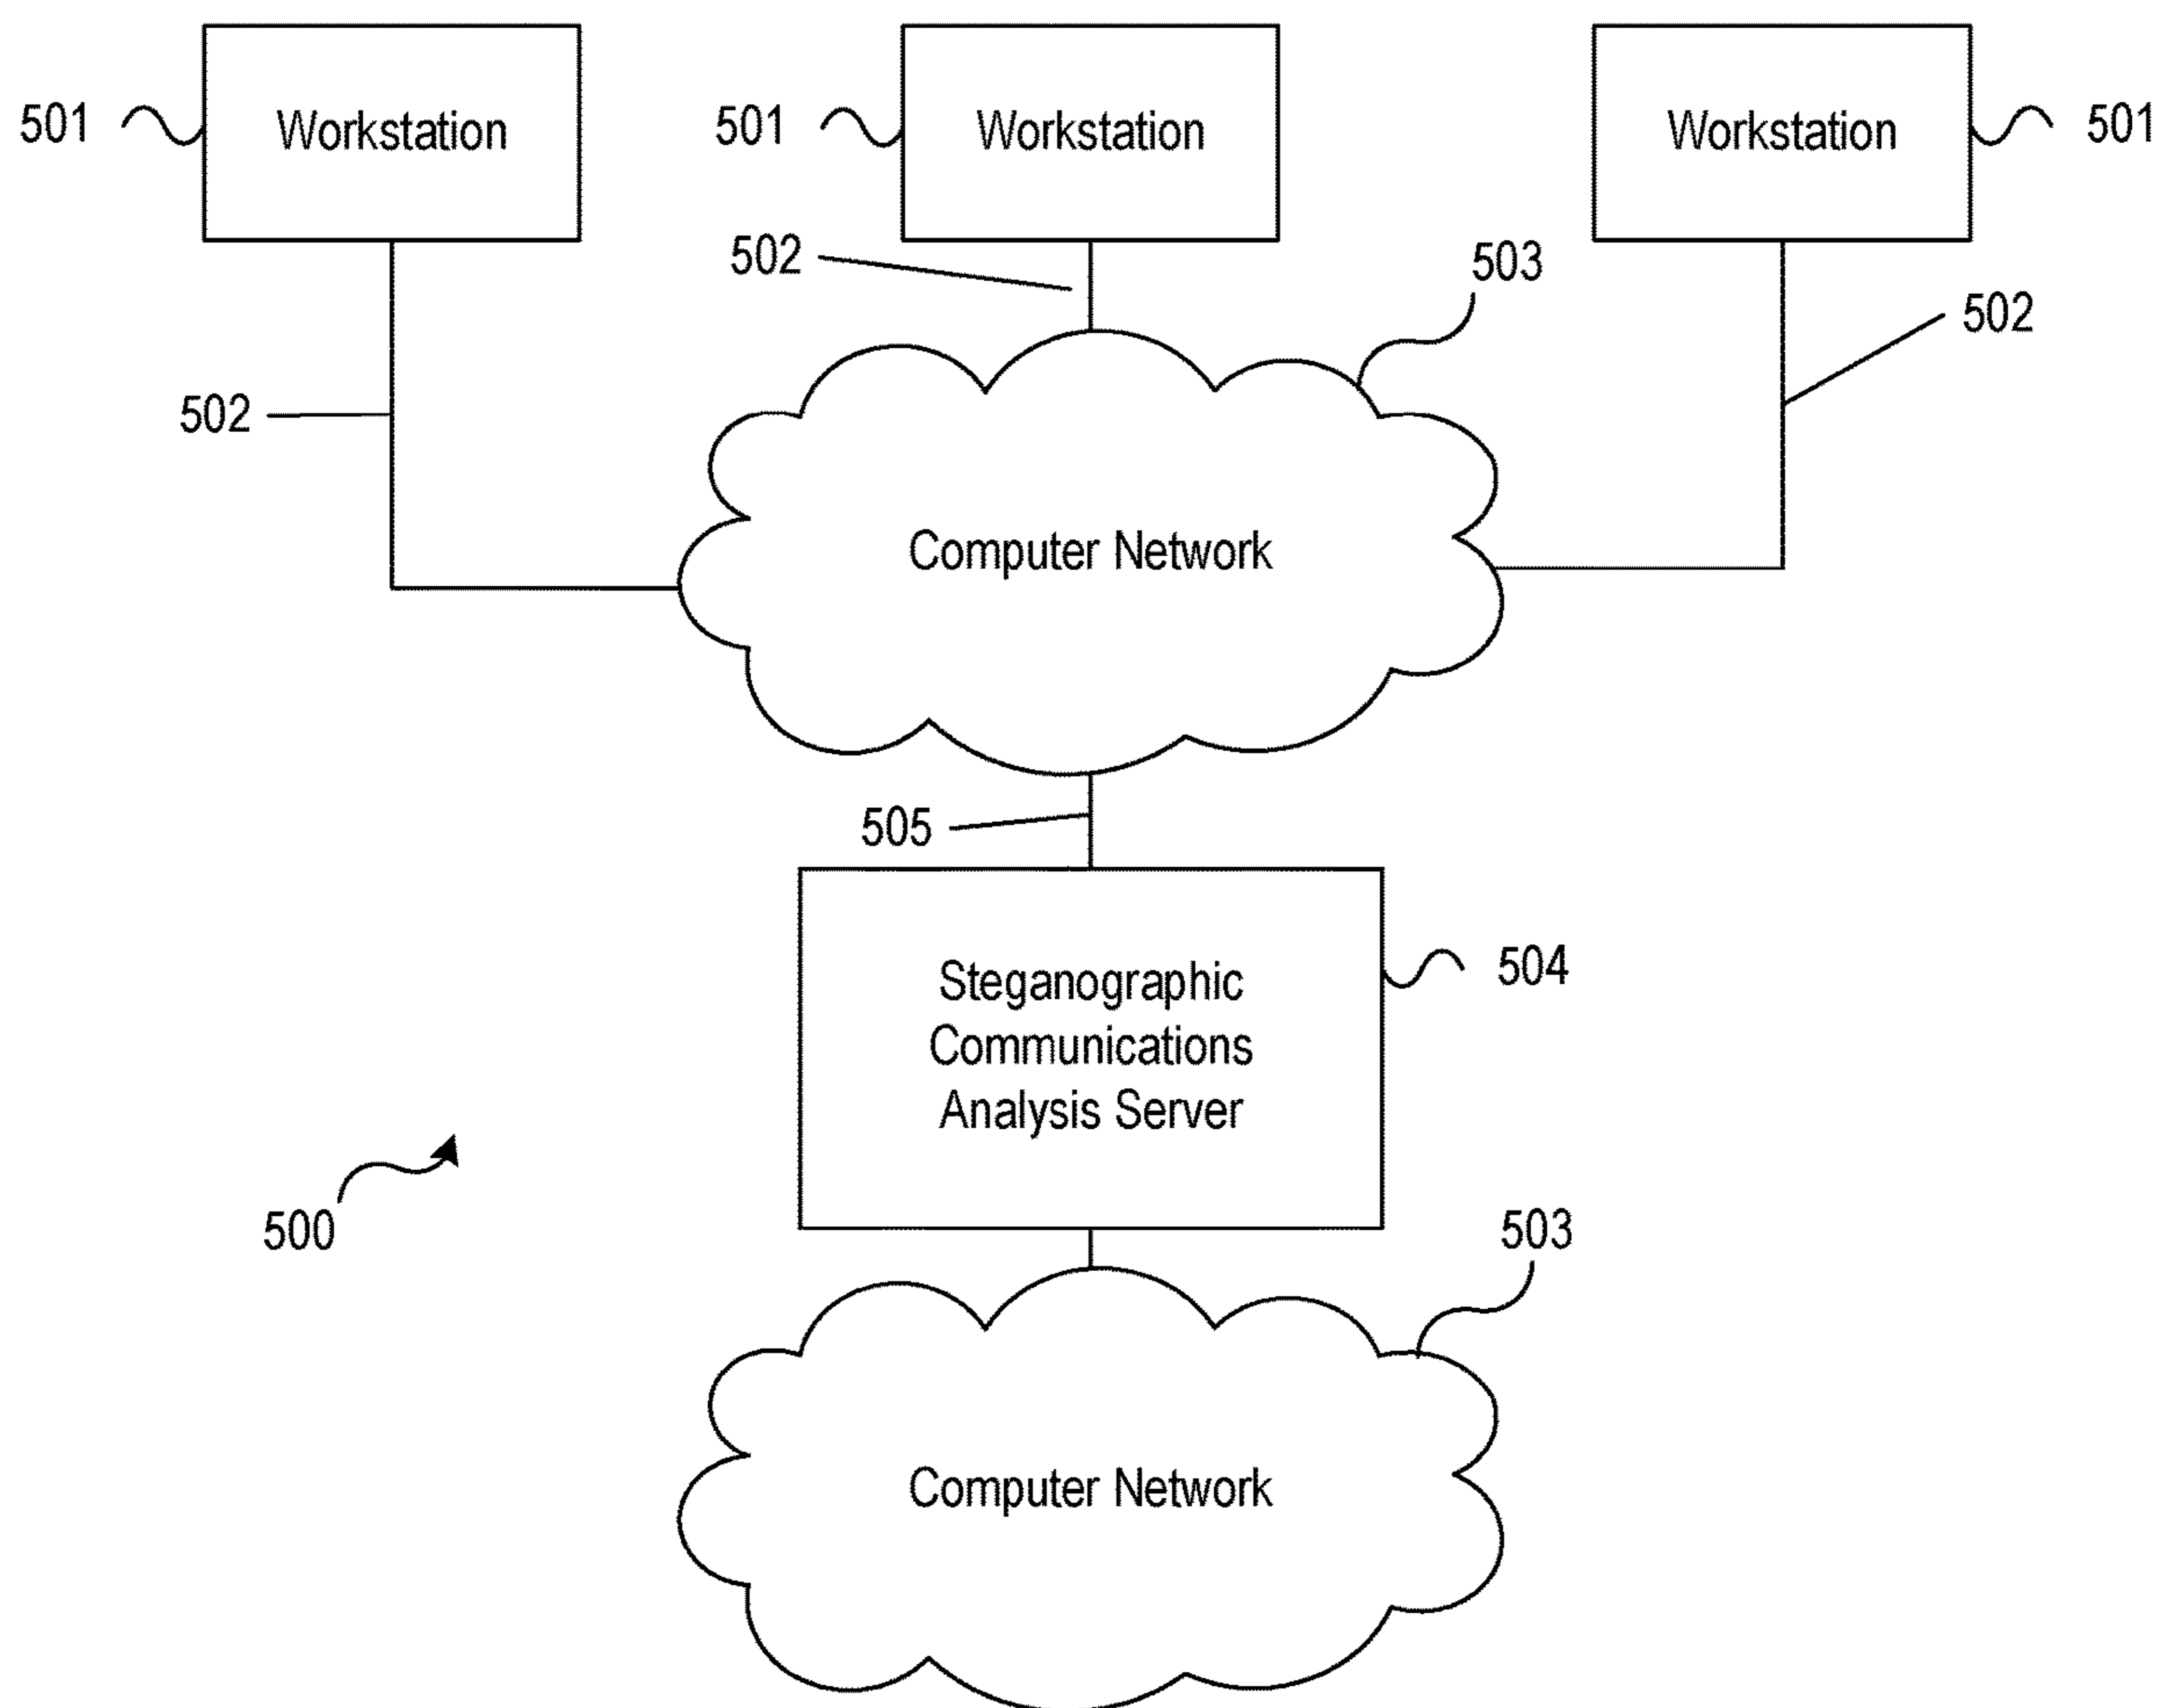 501
Workstation
501
Workstation
Workstation
501
502
503
502
502
Computer Network
505
Steganographic
Communications
Analysis Server
504
500
503
Computer Network